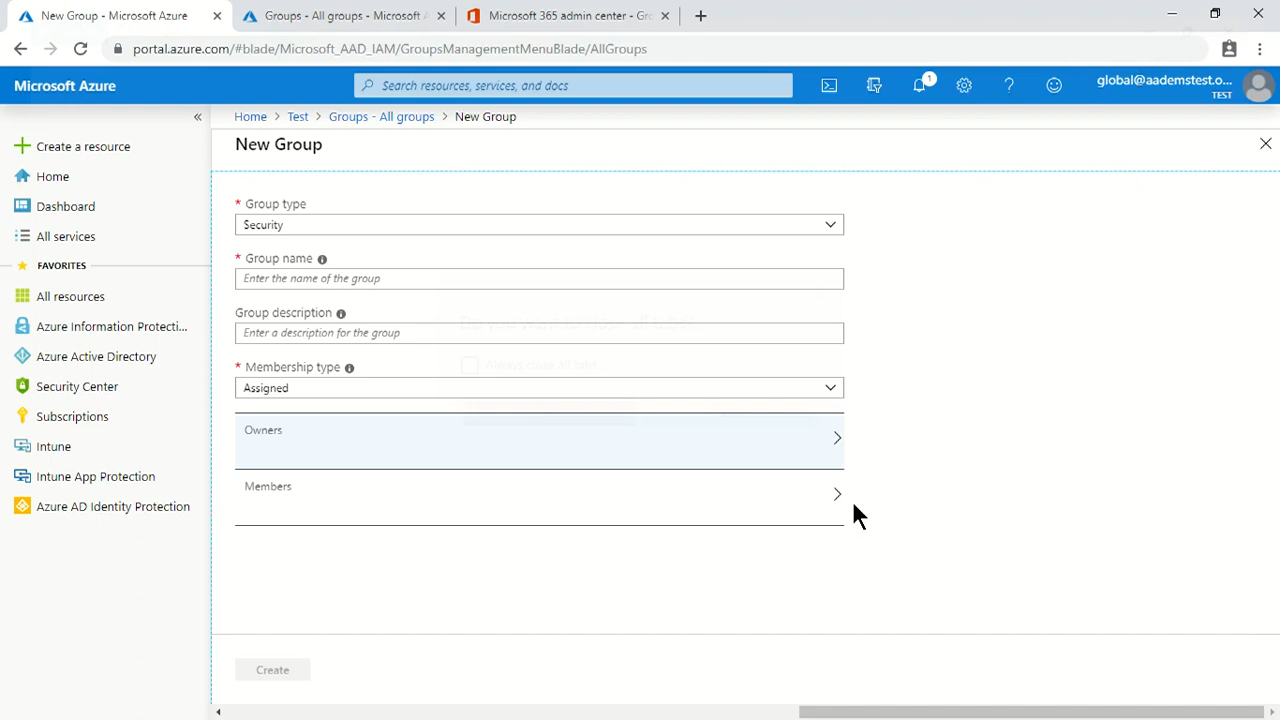 New Group - Microsoft Azure
Groups - All groups - Microsoft A
Microsoft 365 admin center - Gro
portal.azure.com/#blade/Microsoft_AAD_IAM/GroupsManagementMenuBlade/AllGroups
Microsoft Azure
Search resources, services, and docs
1
global@aademstest.o...
TEST
Home > Test > Groups - All groups > New Group
New Group
Create a resource
Home
Dashboard
All services
FAVORITES
All resources
Azure Information Protecti...
Azure Active Directory
Security Center
Subscriptions
Intune
Intune App Protection
Azure AD Identity Protection
* Group type
Security
* Group name
Enter the name of the group
Group description
Enter a description for the group
* Membership type
Assigned
Owners
Members
Create